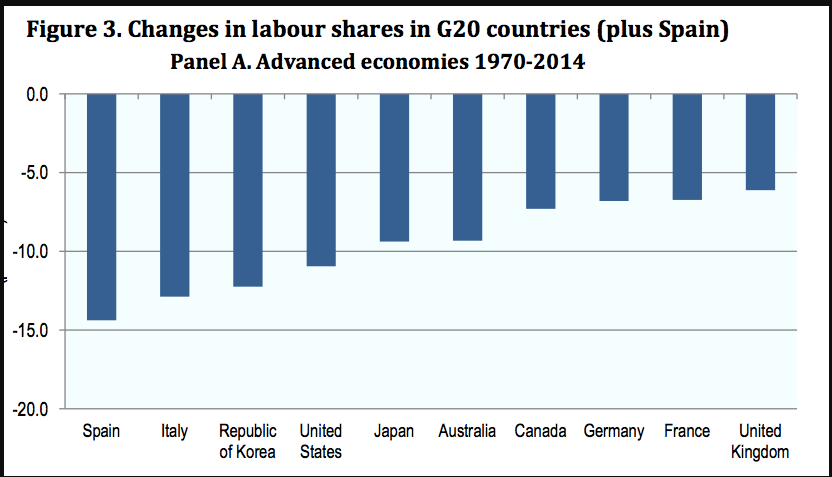 Figure 3. Changes in labour shares in G20 countries (plus Spain)
Panel A. Advanced economies 1970-2014
0.0
-5.0
-10.0
-15.0
-20.0
Spain
Italy
Republic
of Korea
United
States
Japan
Australia
Canada
Germany
France
United
Kingdom